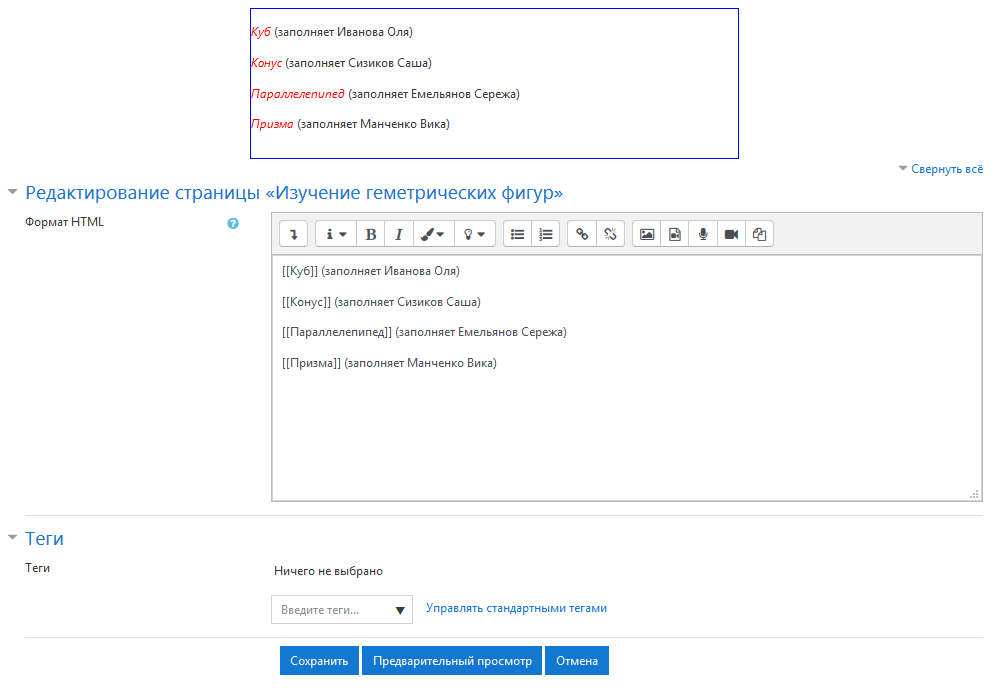 Куб (заполняет Иванова Оля)
Конус (заполняет Сизиков Саша)
Параллелепипед (заполняет Емельянов Сережа)
Призма (заполняет Манченко Вика)
Свернуть всё
Редактирование страницы «Изучение геметрических фигур»
Формат HTML
[[Куб]] (заполняет Иванова Оля)
[[Конус]] (заполняет Сизиков Саша)
[[Параллелепипед]] (заполняет Емельянов Сережа)
[[Призма]] (заполняет Манченко Вика)
Теги
Теги
Ничего не выбрано
Введите теги... Управлять стандартными тегами
Сохранить Предварительный просмотр Отмена